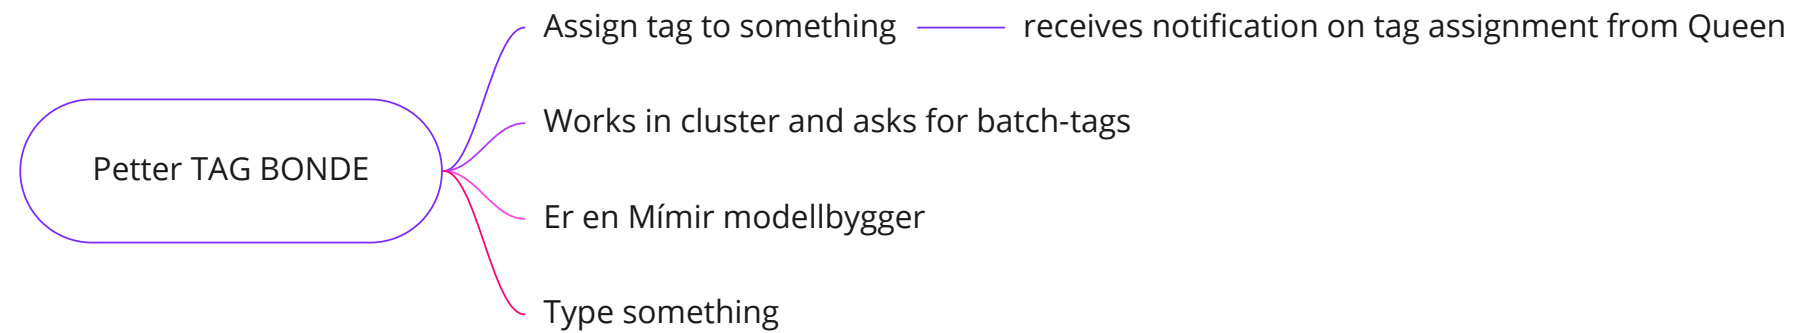 Petter TAG BONDE
Assign tag to something
receives notification on tag assignment from Queen
Works in cluster and asks for batch-tags
Er en Mímir modellbygger
Type something